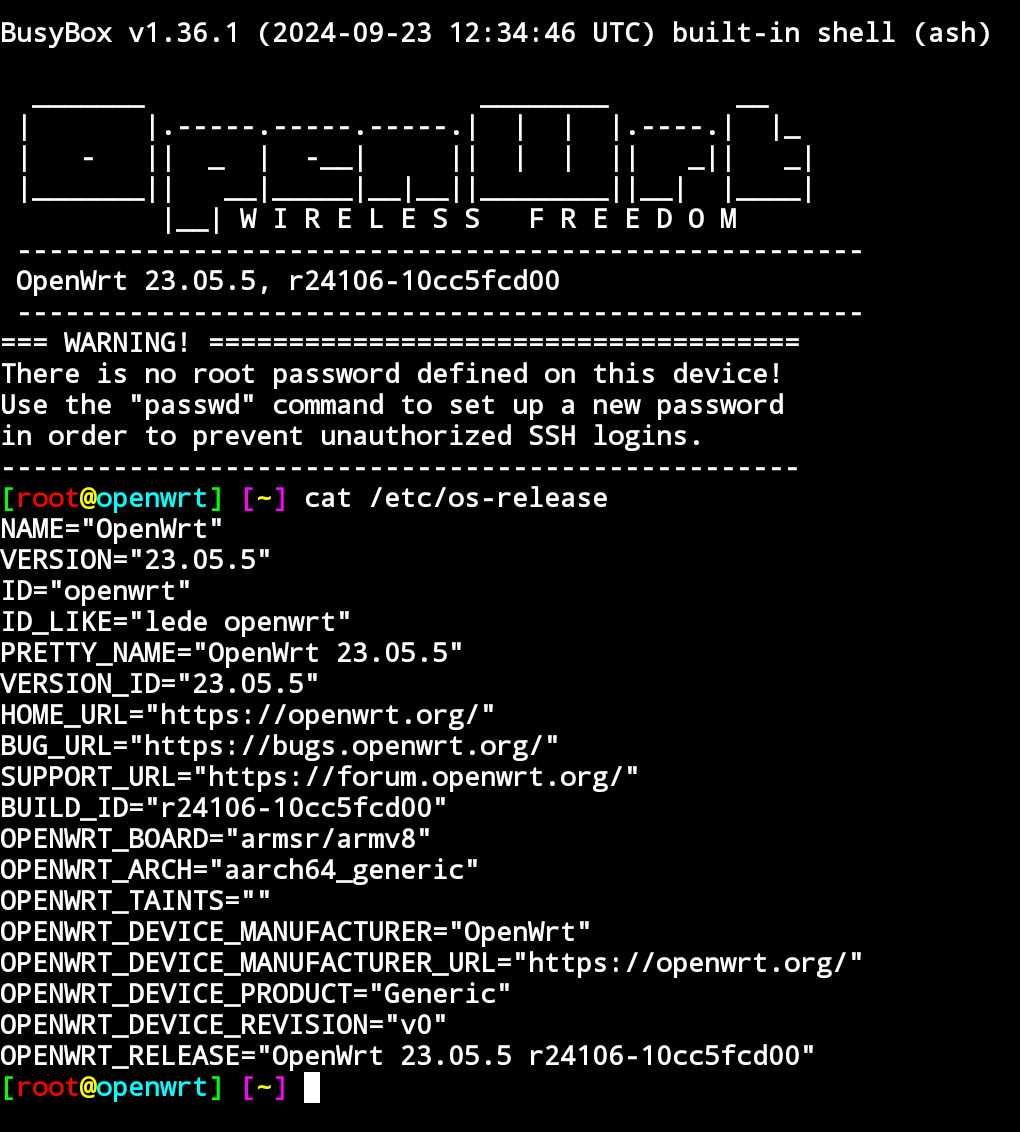 BusyBox v1.36.1 (2024-09-23 12:34:46 UTC) built-in shell (ash)

  _______                     ________        __
 |       |.-----.-----.-----.|  |  |  |.----.|  |_
 |   -   ||  _  |  -__|     ||  |  |  ||   _||   _|
 |_______||   __|_____|__|__||________||__|  |____|
          |__| W I R E L E S S   F R E E D O M
 -----------------------------------------------------
 OpenWrt 23.05.5, r24106-10cc5fcd00
 -----------------------------------------------------
=== WARNING! =====================================
There is no root password defined on this device!
Use the "passwd" command to set up a new password
in order to prevent unauthorized SSH logins.
--------------------------------------------------
[root@openwrt] [~] cat /etc/os-release
NAME="OpenWrt"
VERSION="23.05.5"
ID="openwrt"
ID_LIKE="lede openwrt"
PRETTY_NAME="OpenWrt 23.05.5"
VERSION_ID="23.05.5"
HOME_URL="https://openwrt.org/"
BUG_URL="https://bugs.openwrt.org/"
SUPPORT_URL="https://forum.openwrt.org/"
BUILD_ID="r24106-10cc5fcd00"
OPENWRT_BOARD="armsr/armv8"
OPENWRT_ARCH="aarch64_generic"
OPENWRT_TAINTS=""
OPENWRT_DEVICE_MANUFACTURER="OpenWrt"
OPENWRT_DEVICE_MANUFACTURER_URL="https://openwrt.org/"
OPENWRT_DEVICE_PRODUCT="Generic"
OPENWRT_DEVICE_REVISION="v0"
OPENWRT_RELEASE="OpenWrt 23.05.5 r24106-10cc5fcd00"
[root@openwrt] [~]